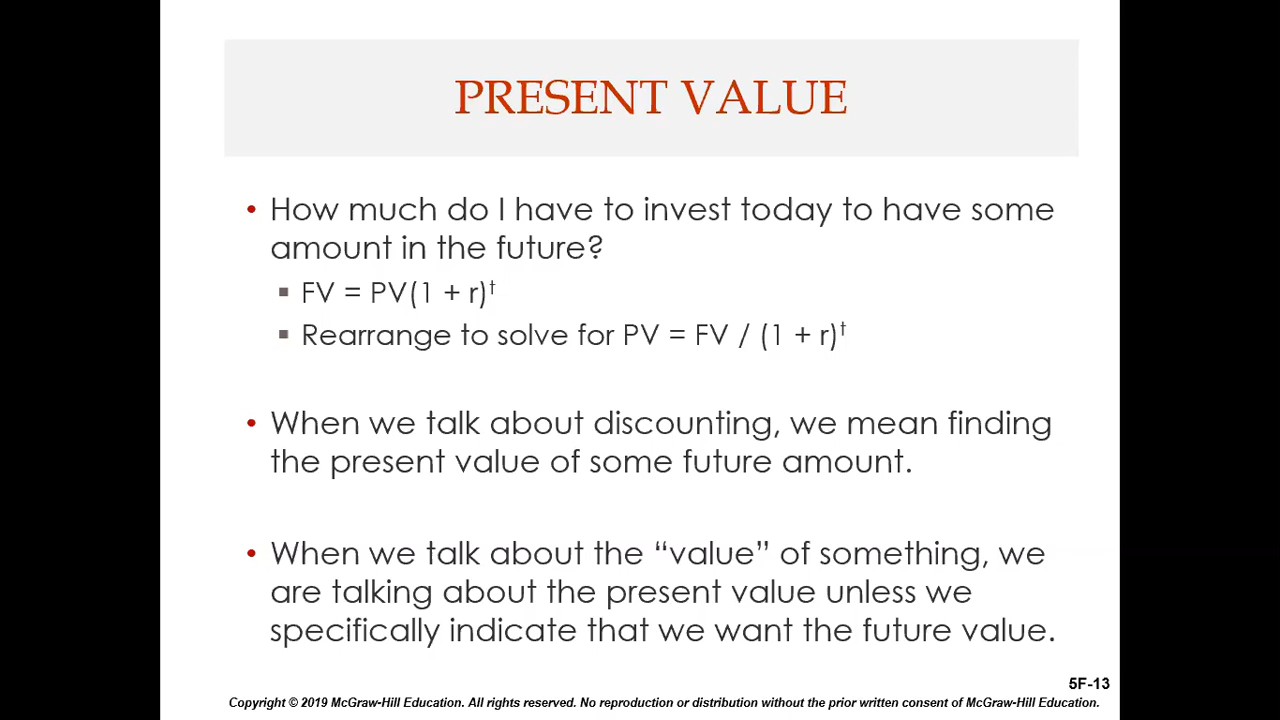 PRESENT VALUE
• How much do I have to invest today to have some
amount in the future?
▪ FV = PV(1 + r)ᵗ
▪ Rearrange to solve for PV = FV / (1 + r)ᵗ
• When we talk about discounting, we mean finding
the present value of some future amount.
• When we talk about the “value” of something, we
are talking about the present value unless we
specifically indicate that we want the future value.
5F-13
Copyright © 2019 McGraw-Hill Education. All rights reserved. No reproduction or distribution without the prior written consent of McGraw-Hill Education.